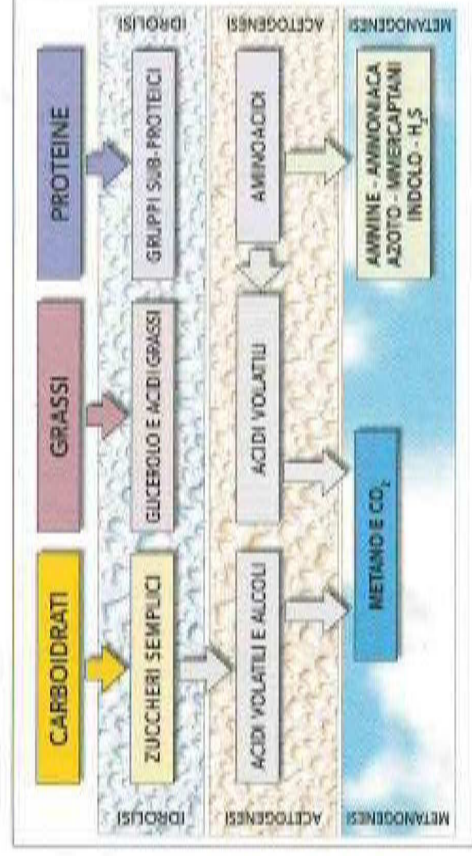 CARBOIDRATI
GRASSI
PROTEINE
IDROLISI
ZUCCHERI SEMPLICI
GLICEROLO E ACIDI GRASSI
GRUPPI SUB-PROTEICI
IDROLISI
ACETOGENESI
ACIDI VOLATILI E ALCOLI
ACIDI VOLATILI
AMINOACIDI
ACETOGENESI
METANOGENESI
METANO E CO₂
AMMINE - AMMONIACA
AZOTO - MMERCAPTANI
INDOLO - H₂S
METANOGENESI